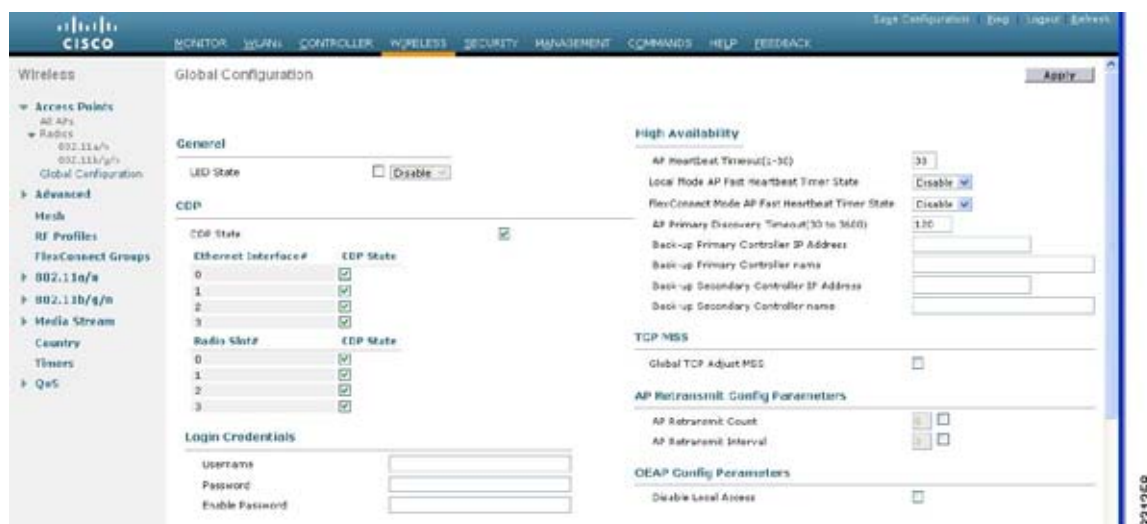 Save Configuration | Ping | Logout | Refresh
CISCO
MONITOR WLANs CONTROLLER WIRELESS SECURITY MANAGEMENT COMMANDS HELP FEEDBACK
Wireless
Access Points
All APs
Radios
802.11a/n
802.11b/g/n
Global Configuration
Advanced
Mesh
RF Profiles
FlexConnect Groups
802.11a/n
802.11b/g/n
Media Stream
Country
Timers
QoS
Global Configuration
Apply
General
LED State Disable
CDP
CDP State
Ethernet Interface# CDP State
0
1
2
3
Radio Slot# CDP State
0
1
2
3
Login Credentials
Username
Password
Enable Password
High Availability
AP Heartbeat Timeout(1-30) 30
Local Mode AP Fast Heartbeat Timer State Disable
FlexConnect Mode AP Fast Heartbeat Timer State Disable
AP Primary Discovery Timeout(30 to 3600) 120
Back-up Primary Controller IP Address
Back-up Primary Controller name
Back-up Secondary Controller IP Address
Back-up Secondary Controller name
TCP MSS
Global TCP Adjust MSS
AP Retransmit Config Parameters
AP Retransmit Count
AP Retransmit Interval
OEAP Config Parameters
Disable Local Access